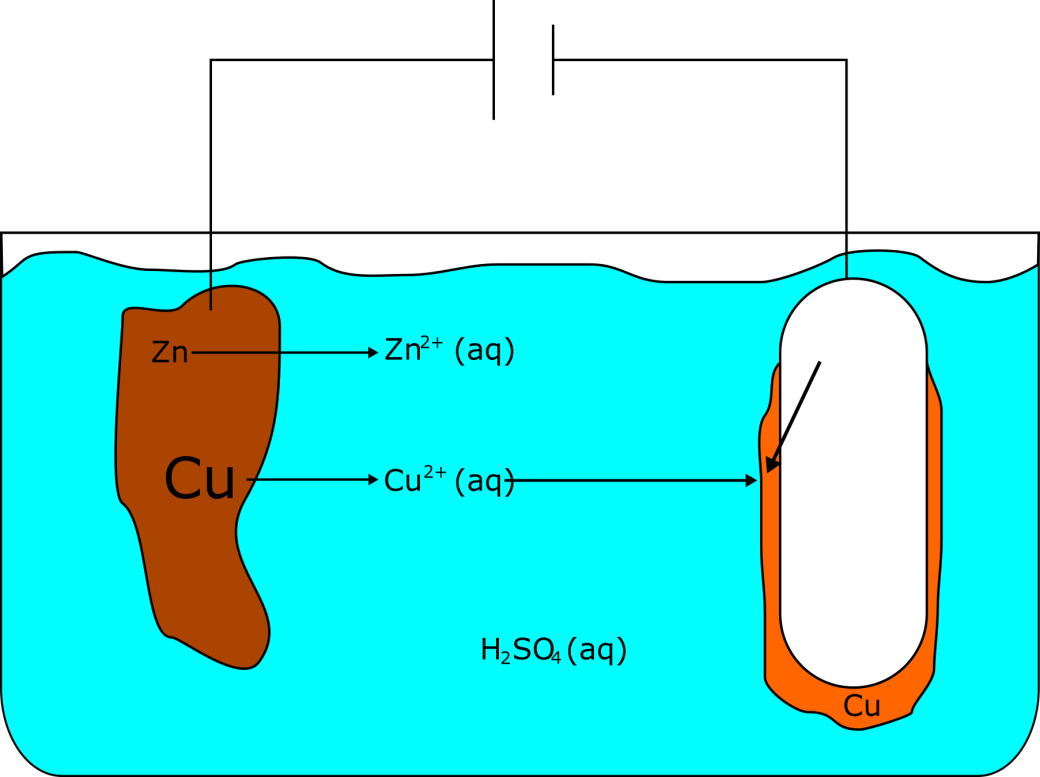 Zn Zn²⁺ (aq)
Cu Cu²⁺ (aq)
H₂SO₄ (aq)
Cu